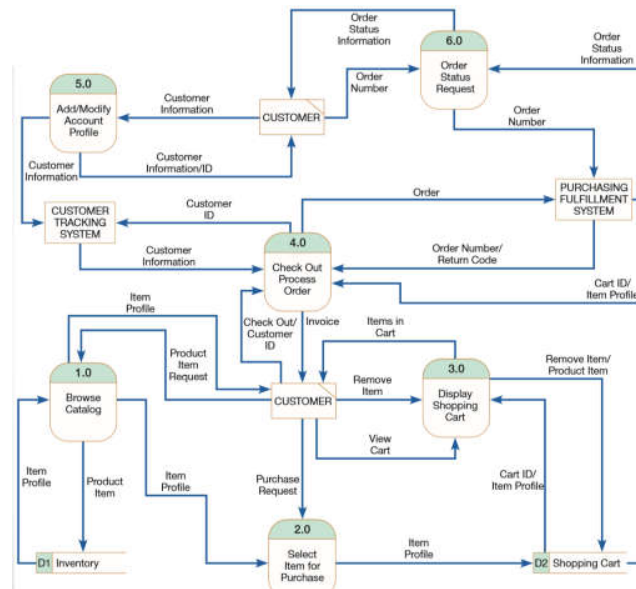 Order
Status
Information
6.0
Order
Status
Request
Order
Status
Information
5.0
Add/Modify
Account
Profile
Customer
Information
CUSTOMER
Order
Number
Order
Number
Customer
Information/ID
Customer
Information
CUSTOMER
TRACKING
SYSTEM
Customer
ID
Order
PURCHASING
FULFILLMENT
SYSTEM
4.0
Check Out
Process
Order
Customer
Information
Order Number/
Return Code
Cart ID/
Item Profile
Item
Profile
Check Out/
Customer
ID
Invoice
Items in
Cart
Product
Item
Request
1.0
Browse
Catalog
CUSTOMER
Remove
Item
3.0
Display
Shopping
Cart
Remove Item/
Product Item
View
Cart
Item
Profile
Product
Item
Item
Profile
Purchase
Request
Cart ID/
Item Profile
2.0
Select
Item for
Purchase
Item
Profile
D1 Inventory
D2 Shopping Cart